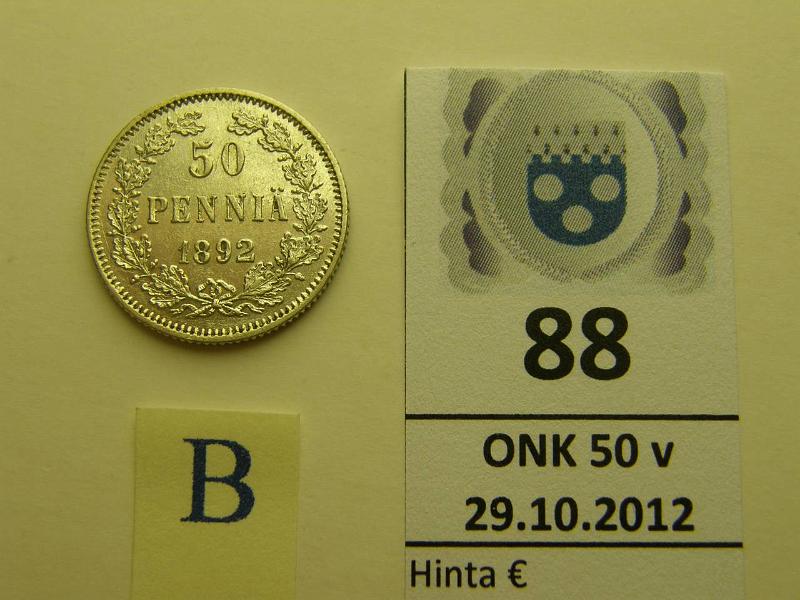 50
PENNIÄ
1892
B
88
ONK 50 v
29.10.2012
Hinta €